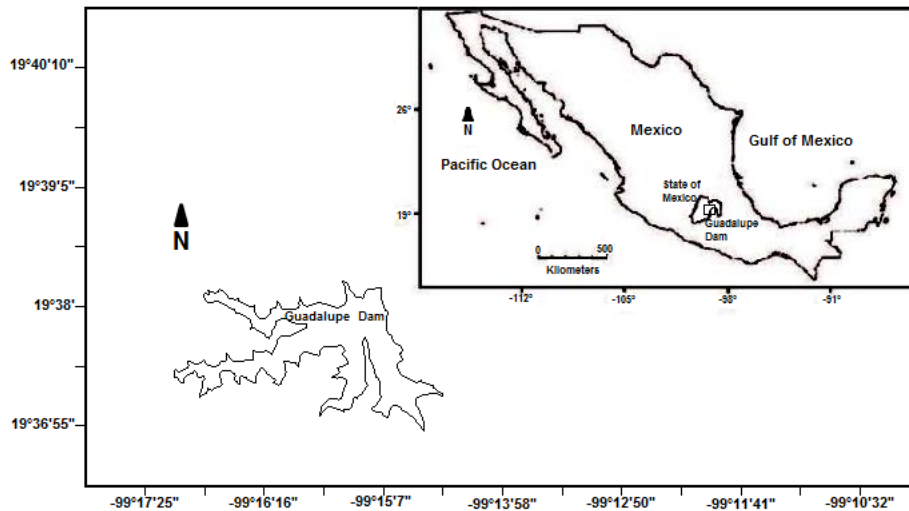 19°40'10"
19°39'5"
19°38'
19°36'55"
N
Guadalupe Dam
-99°17'25"
-99°16'16"
-99°15'7"
-99°13'58"
-99°12'50"
-99°11'41"
-99°10'32"
26°
19°
N
Mexico
Gulf of Mexico
Pacific Ocean
State of
Mexico
Guadalupe
Dam
0
500
Kilometers
-112°
-105°
-98°
-91°